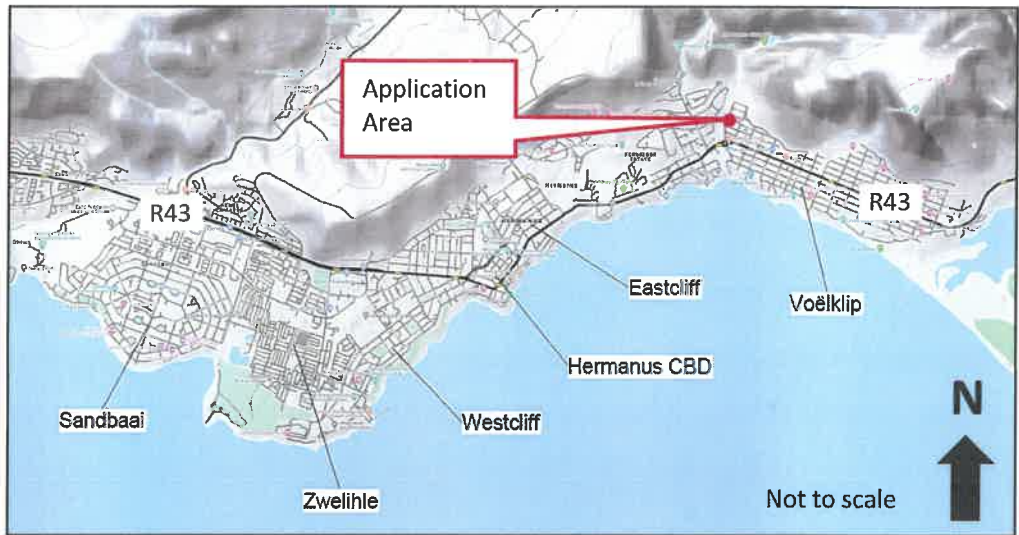 Application
Area
R43
R43
Eastcliff
Voëlklip
Hermanus CBD
Sandbaai
Westcliff
Zwelihle
N
Not to scale